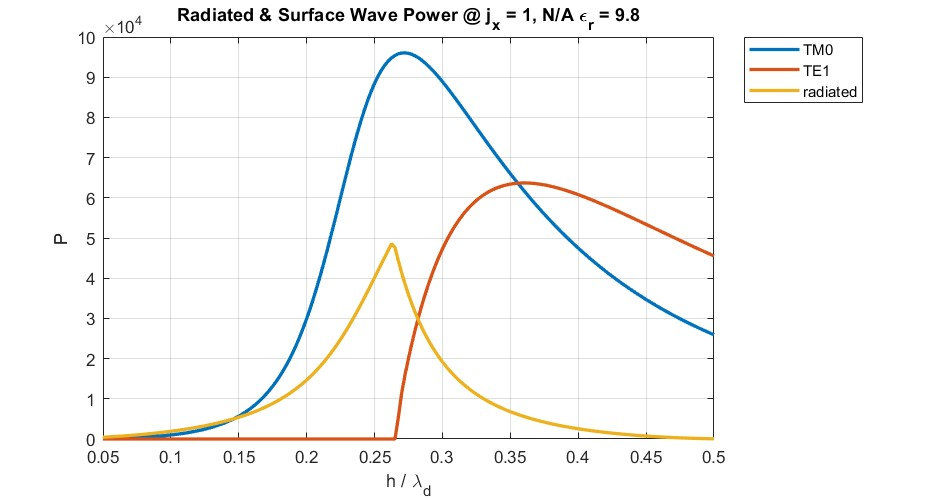 Radiated & Surface Wave Power @ j_x = 1, N/A ϵ_r = 9.8
×10^4
10
9
8
7
6
5
4
3
2
1
0
P
0.05 0.1 0.15 0.2 0.25 0.3 0.35 0.4 0.45 0.5
h / λ_d
TM0
TE1
radiated